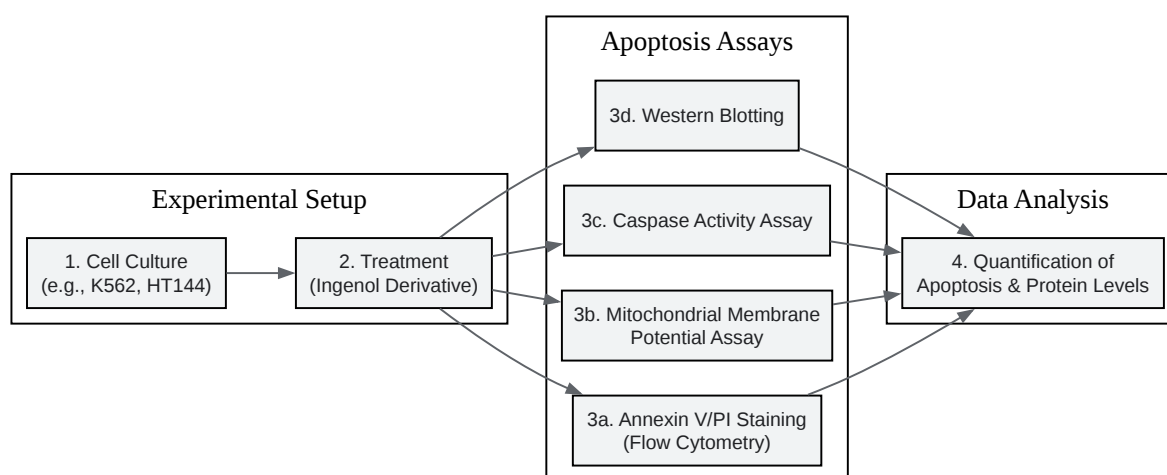 Apoptosis Assays
3d. Western Blotting
Experimental Setup
Data Analysis
3c. Caspase Activity Assay
1. Cell Culture
(e.g., K562, HT144)
2. Treatment
(Ingenol Derivative)
4. Quantification of
Apoptosis & Protein Levels
3b. Mitochondrial Membrane
Potential Assay
3a. Annexin V/PI Staining
(Flow Cytometry)